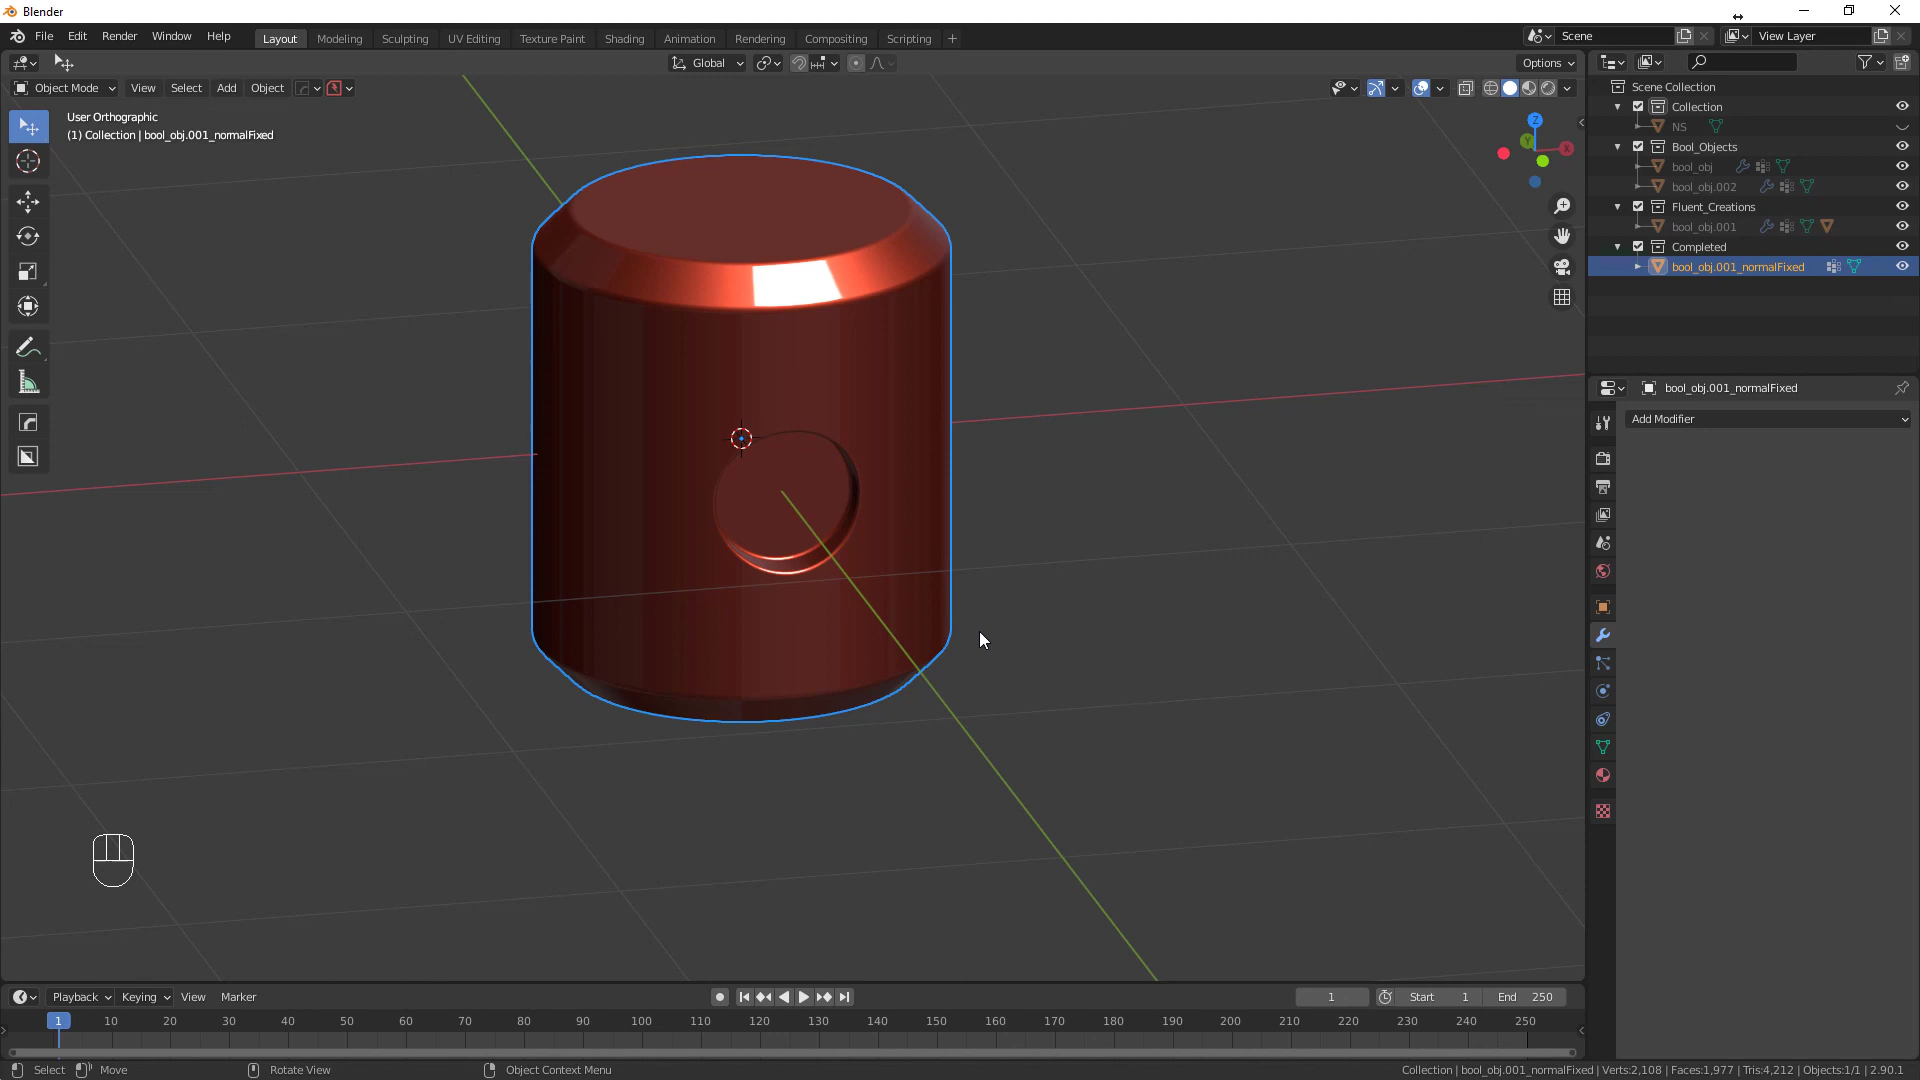 Blender
File Edit Render Window Help
Layout Modeling Sculpting UV Editing Texture Paint Shading Animation Rendering Compositing Scripting +
Scene
View Layer
Global
Options
Object Mode View Select Add Object
User Orthographic
(1) Collection | bool_obj.001_normalFixed
Z
Y
X
Scene Collection
Collection
NS
Bool_Objects
bool_obj
bool_obj.002
Fluent_Creations
bool_obj.001
Completed
bool_obj.001_normalFixed
bool_obj.001_normalFixed
Add Modifier
Playback Keying View Marker
1
Start 1
End 250
1 10 20 30 40 50 60 70 80 90 100 110 120 130 140 150 160 170 180 190 200 210 220 230 240 250
Select Move Rotate View Object Context Menu
Collection | bool_obj.001_normalFixed | Verts:2,108 | Faces:1,977 | Tris:4,212 | Objects:1/1 | 2.90.1